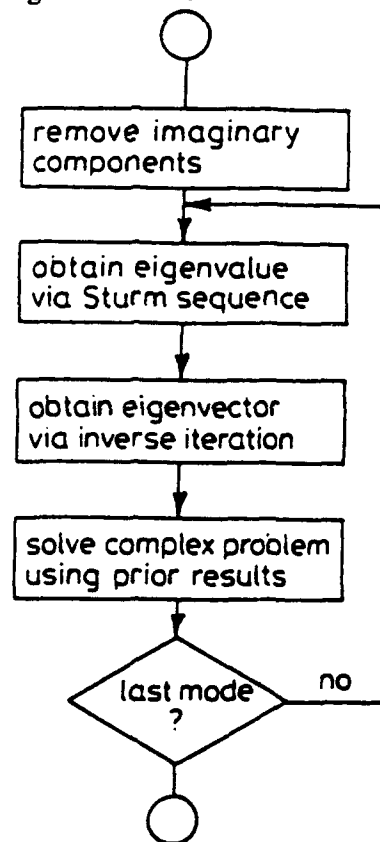 remove imaginary
components
obtain eigenvalue
via Sturm sequence
obtain eigenvector
via inverse iteration
solve complex problem
using prior results
last mode
?
no